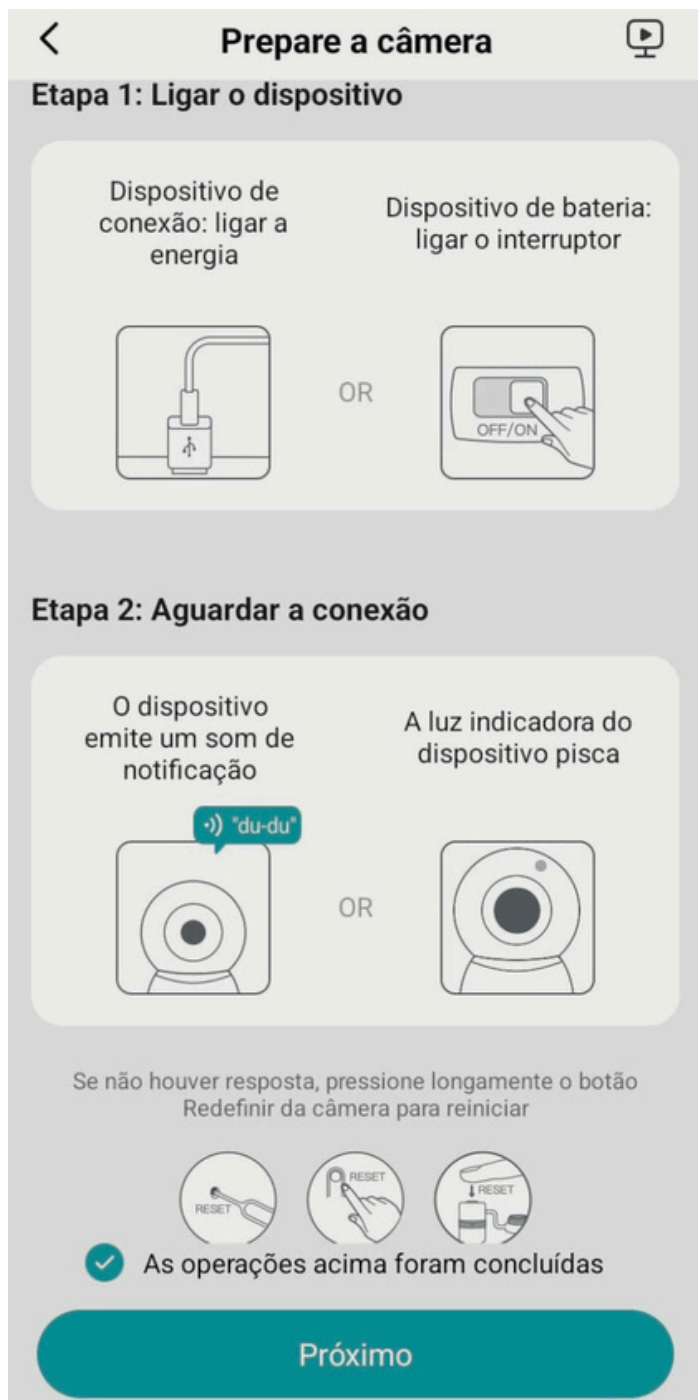 Prepare a câmera
Etapa 1: Ligar o dispositivo
Dispositivo de
conexão: ligar a
energia
OR
Dispositivo de bateria:
ligar o interruptor
OFF/ON
Etapa 2: Aguardar a conexão
O dispositivo
emite um som de
notificação
"du-du"
OR
A luz indicadora do
dispositivo pisca
Se não houver resposta, pressione longamente o botão
Redefinir da câmera para reiniciar
RESET
RESET
RESET
As operações acima foram concluídas
Próximo